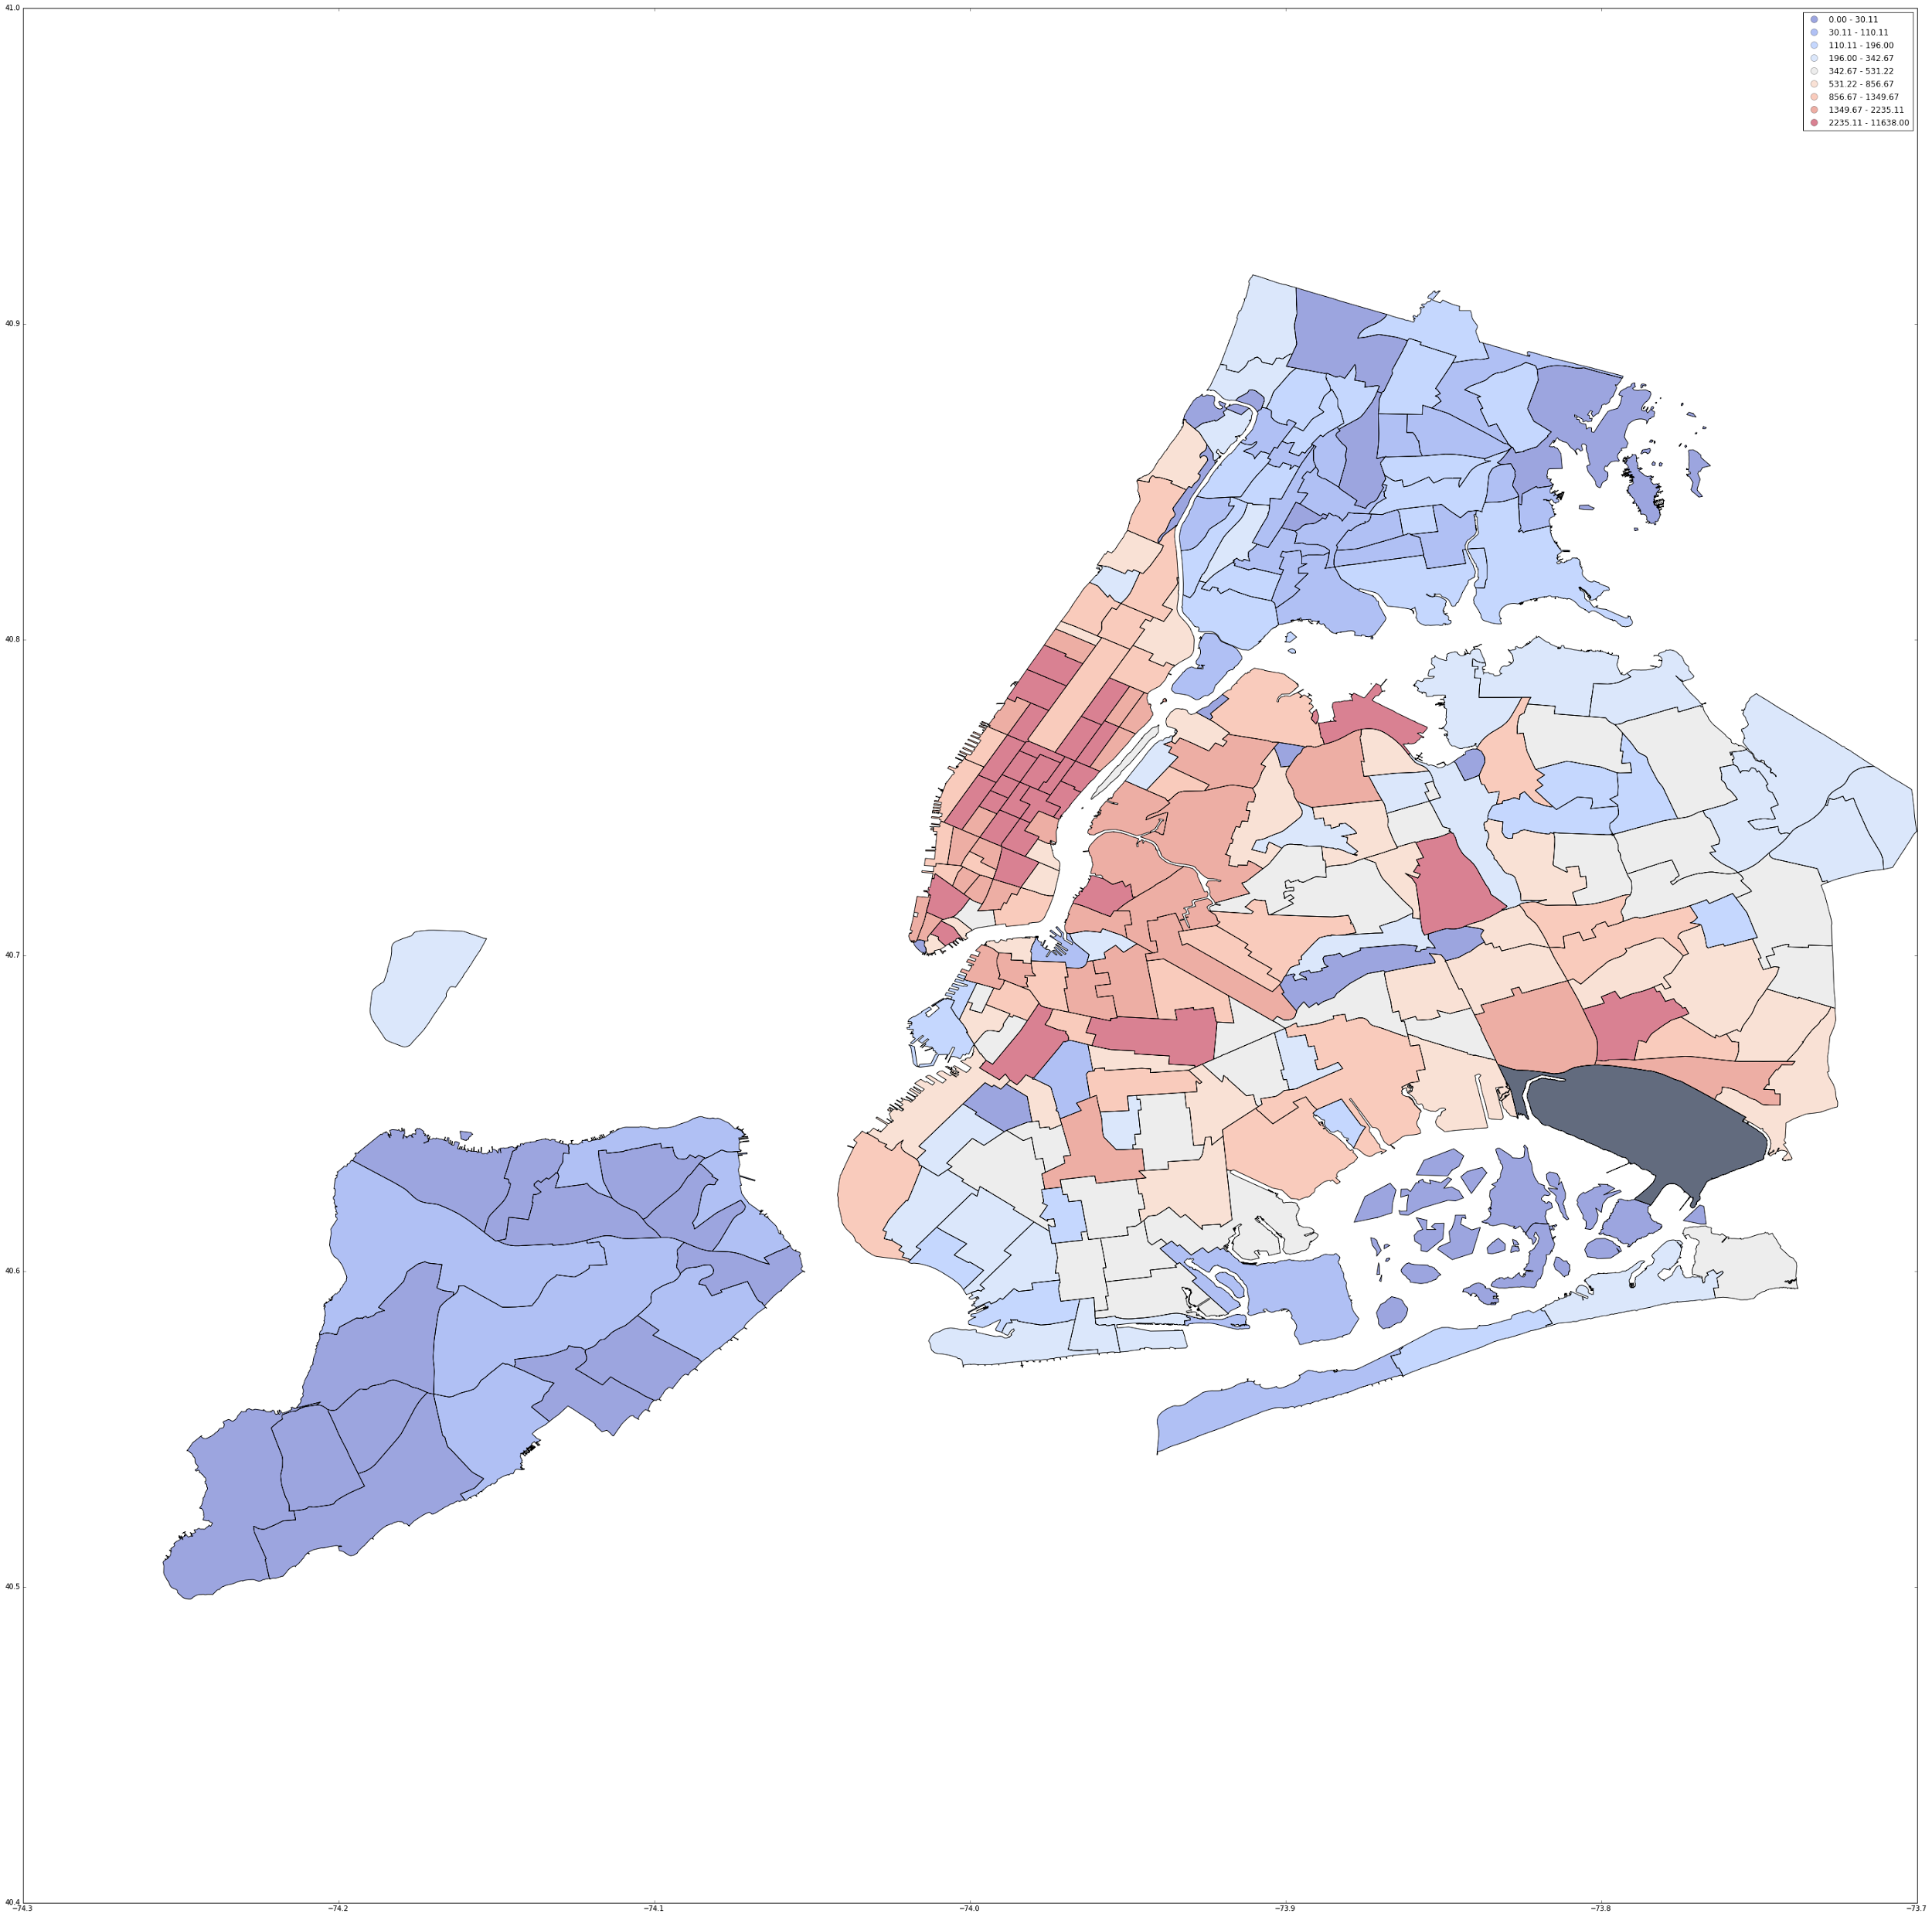 41.0
0.00 - 30.11
30.11 - 110.11
110.11 - 196.00
196.00 - 342.67
342.67 - 531.22
531.22 - 856.67
856.67 - 1349.67
1349.67 - 2235.11
2235.11 - 11638.00
40.9
40.8
40.7
40.6
40.5
40.4
−74.3 −74.2 −74.1 −74.0 −73.9 −73.8 −73.7